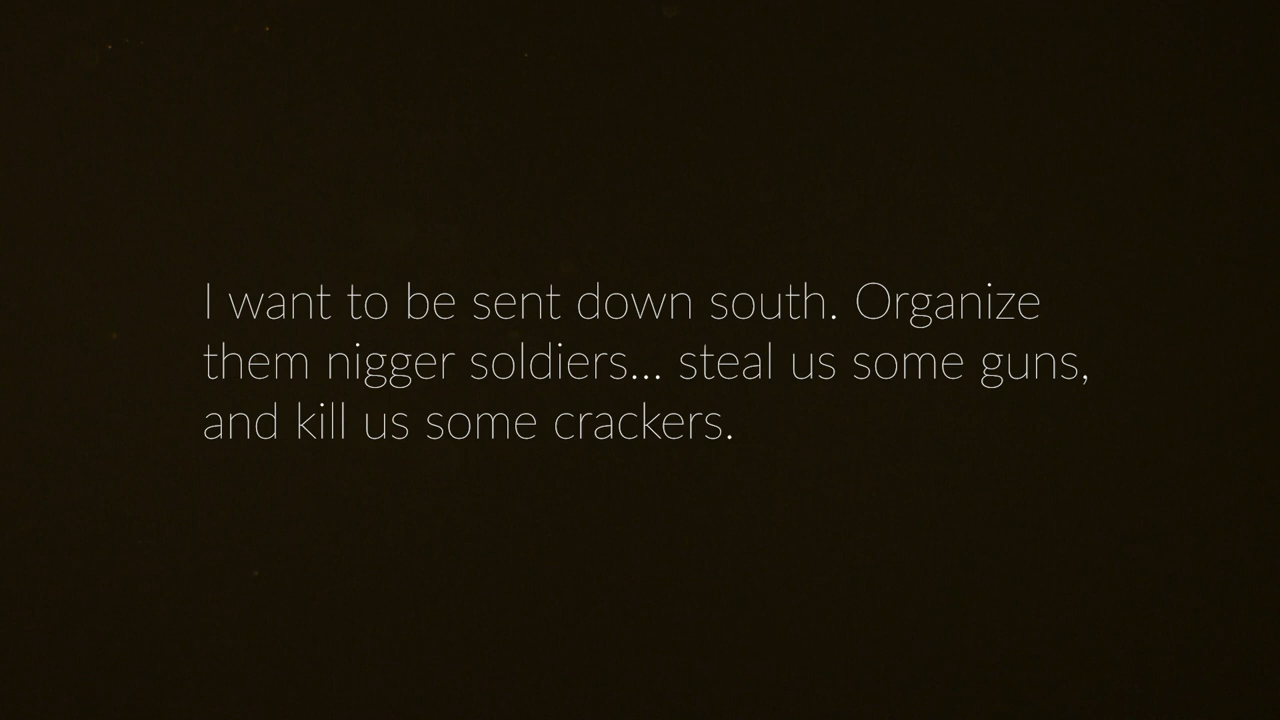 I want to be sent down south. Organize
them nigger soldiers... steal us some guns,
and kill us some crackers.